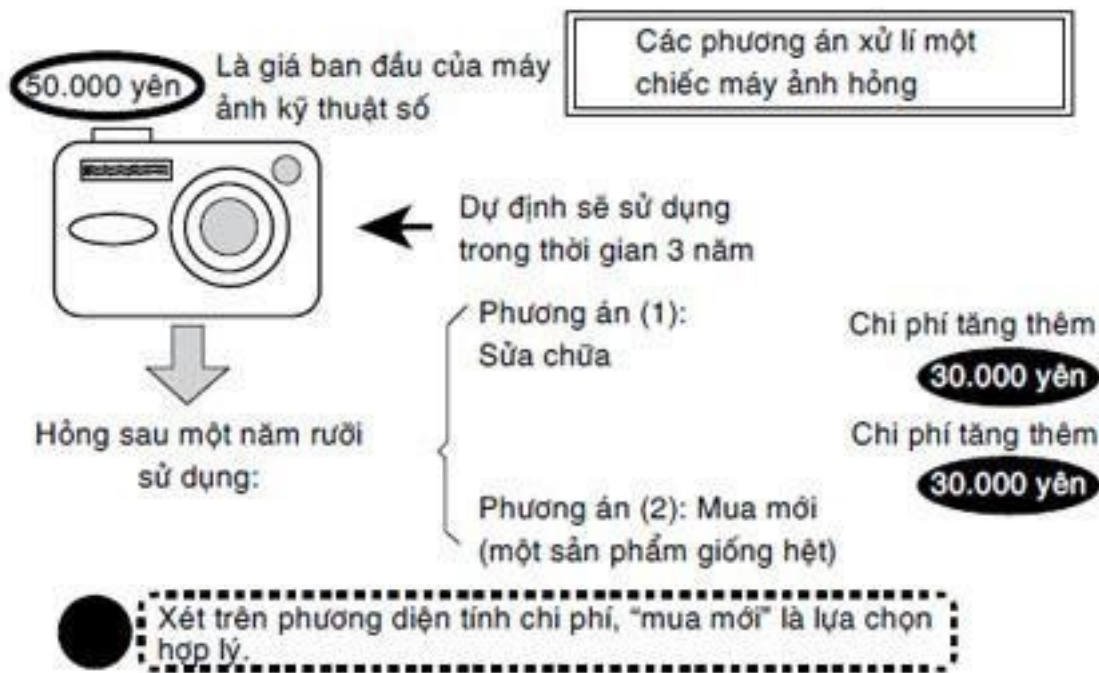 50.000 yên
Là giá ban đầu của máy
ảnh kỹ thuật số
Các phương án xử lí một
chiếc máy ảnh hỏng
Dự định sẽ sử dụng
trong thời gian 3 năm
Hỏng sau một năm rưỡi
sử dụng:
Phương án (1):
Sửa chữa
Chi phí tăng thêm
30.000 yên
Chi phí tăng thêm
30.000 yên
Phương án (2): Mua mới
(một sản phẩm giống hệt)
Xét trên phương diện tính chi phí, “mua mới” là lựa chọn
hợp lý.